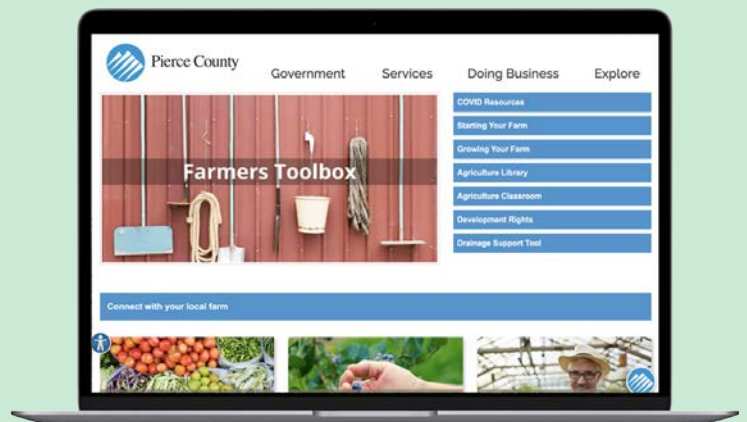 Pierce County
Government Services Doing Business Explore
Farmers Toolbox
COVID Resources
Starting Your Farm
Growing Your Farm
Agriculture Library
Agriculture Classroom
Development Rights
Drainage Support Tool
Connect with your local farm